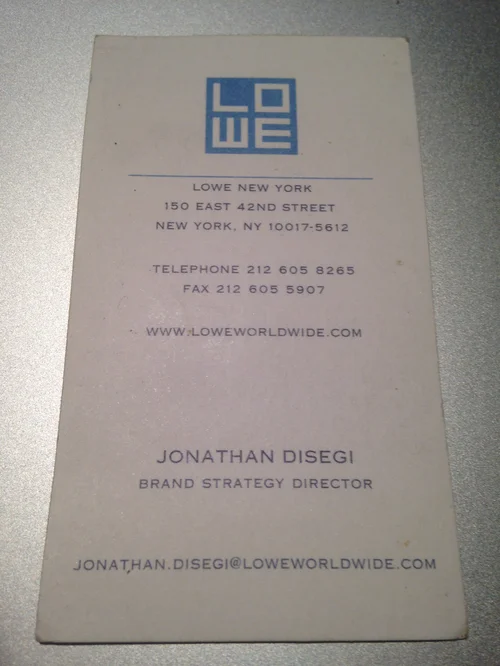 LO
WE
LOWE NEW YORK
150 EAST 42ND STREET
NEW YORK, NY 10017-5612
TELEPHONE 212 605 8265
FAX 212 605 5907
WWW.LOWEWORLDWIDE.COM
JONATHAN DISEGI
BRAND STRATEGY DIRECTOR
JONATHAN.DISEGI@LOWEWORLDWIDE.COM